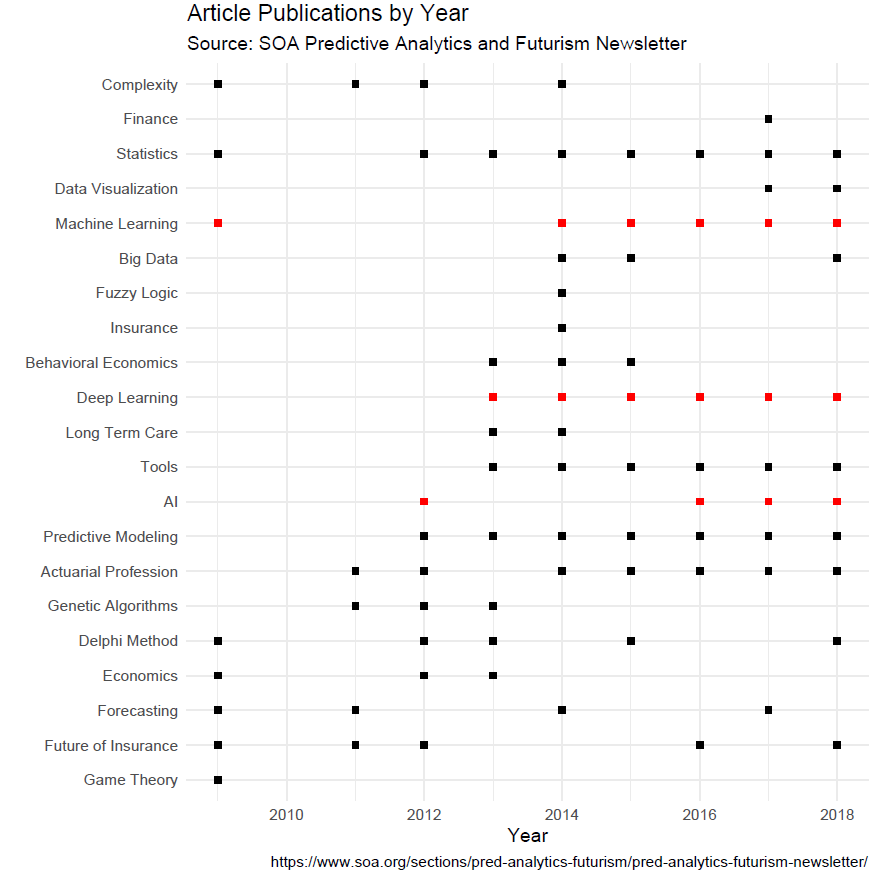 Article Publications by Year
Source: SOA Predictive Analytics and Futurism Newsletter
Complexity
Finance
Statistics
Data Visualization
Machine Learning
Big Data
Fuzzy Logic
Insurance
Behavioral Economics
Deep Learning
Long Term Care
Tools
AI
Predictive Modeling
Actuarial Profession
Genetic Algorithms
Delphi Method
Economics
Forecasting
Future of Insurance
Game Theory
2010 2012 2014 2016 2018
Year
https://www.soa.org/sections/pred-analytics-futurism/pred-analytics-futurism-newsletter/